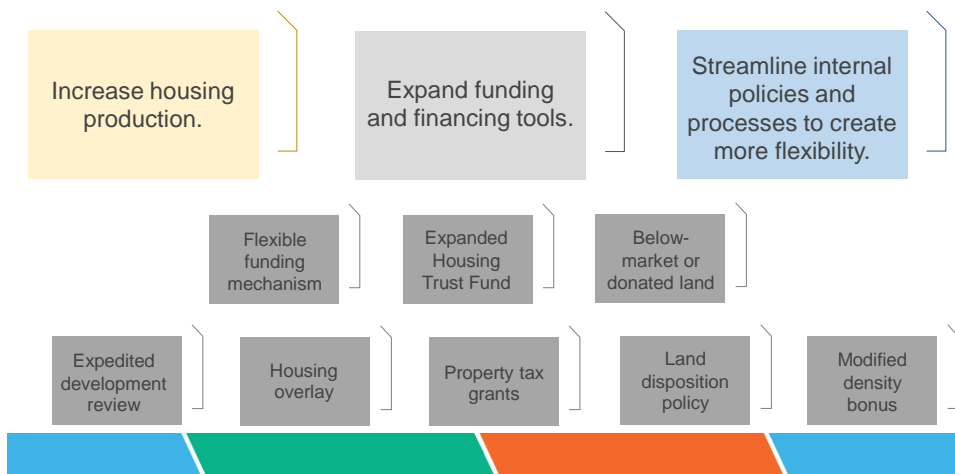 Increase housing
production.
Expand funding
and financing tools.
Streamline internal
policies and
processes to create
more flexibility.
Flexible
funding
mechanism
Expanded
Housing
Trust Fund
Below-
market or
donated land
Expedited
development
review
Housing
overlay
Property tax
grants
Land
disposition
policy
Modified
density
bonus